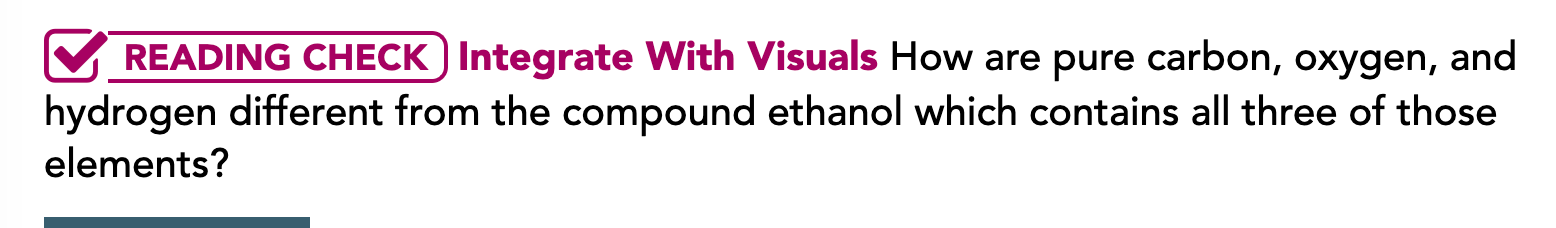 READING CHECK Integrate With Visuals How are pure carbon, oxygen, and
hydrogen different from the compound ethanol which contains all three of those
elements?